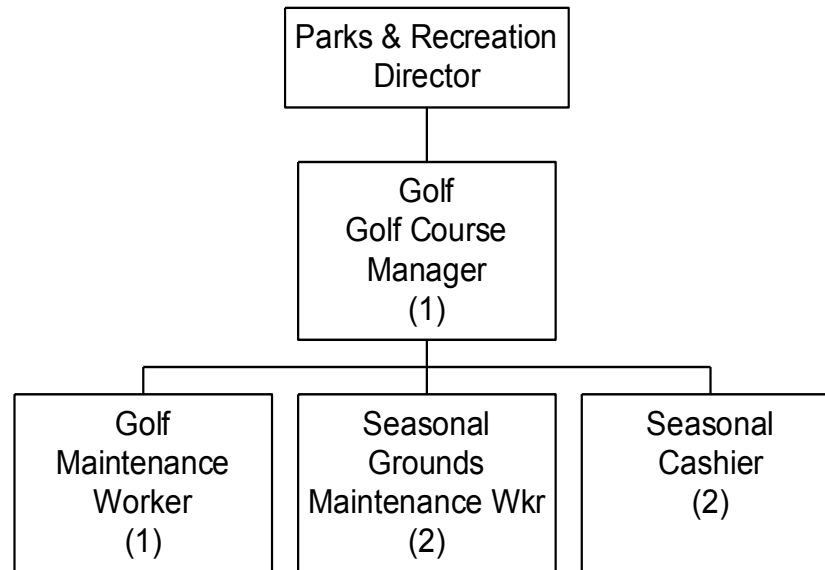 Parks & Recreation
Director
Golf
Golf Course
Manager
(1)
Golf
Maintenance
Worker
(1)
Seasonal
Grounds
Maintenance Wkr
(2)
Seasonal
Cashier
(2)